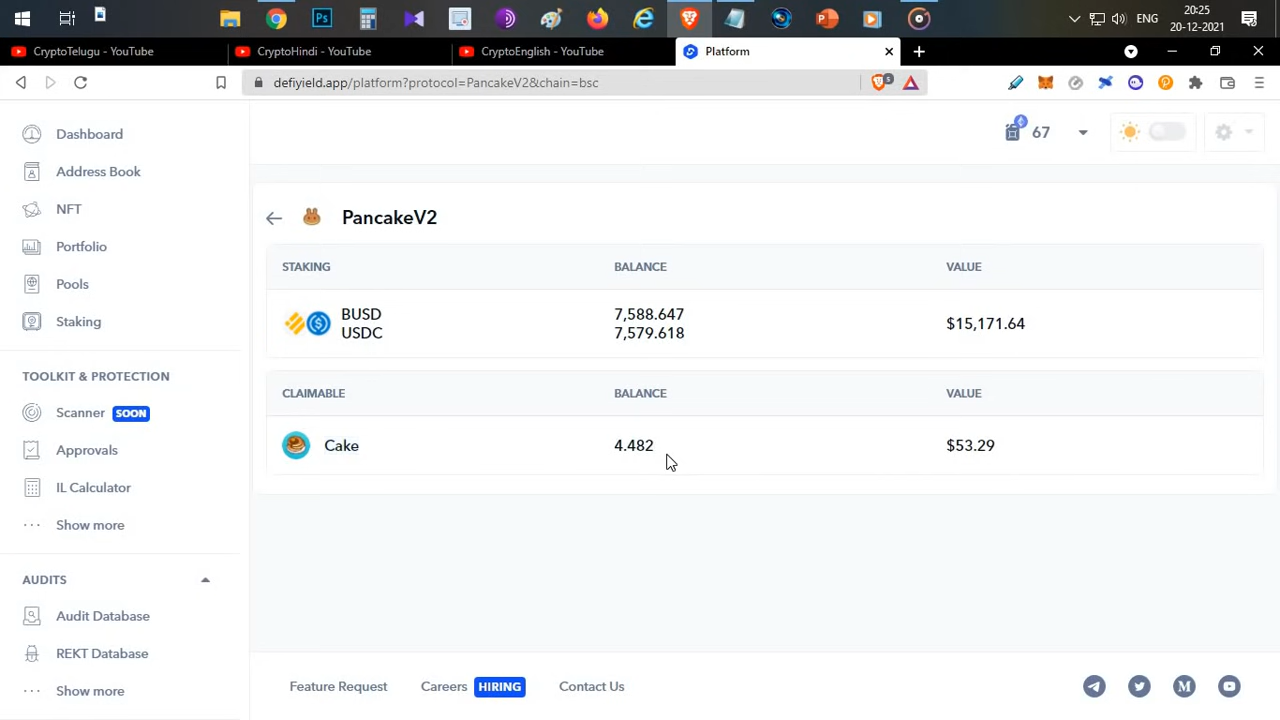 ENG
20:25
20-12-2021
CryptoTelugu - YouTube
CryptoHindi - YouTube
CryptoEnglish - YouTube
Platform
defiyield.app/platform?protocol=PancakeV2&chain=bsc
5
Dashboard
Address Book
NFT
Portfolio
Pools
Staking
TOOLKIT & PROTECTION
Scanner SOON
Approvals
IL Calculator
Show more
AUDITS
Audit Database
REKT Database
Show more
67
PancakeV2
STAKING BALANCE VALUE
BUSD 7,588.647
USDC 7,579.618
$15,171.64
CLAIMABLE BALANCE VALUE
Cake 4.482 $53.29
Feature Request Careers HIRING Contact Us